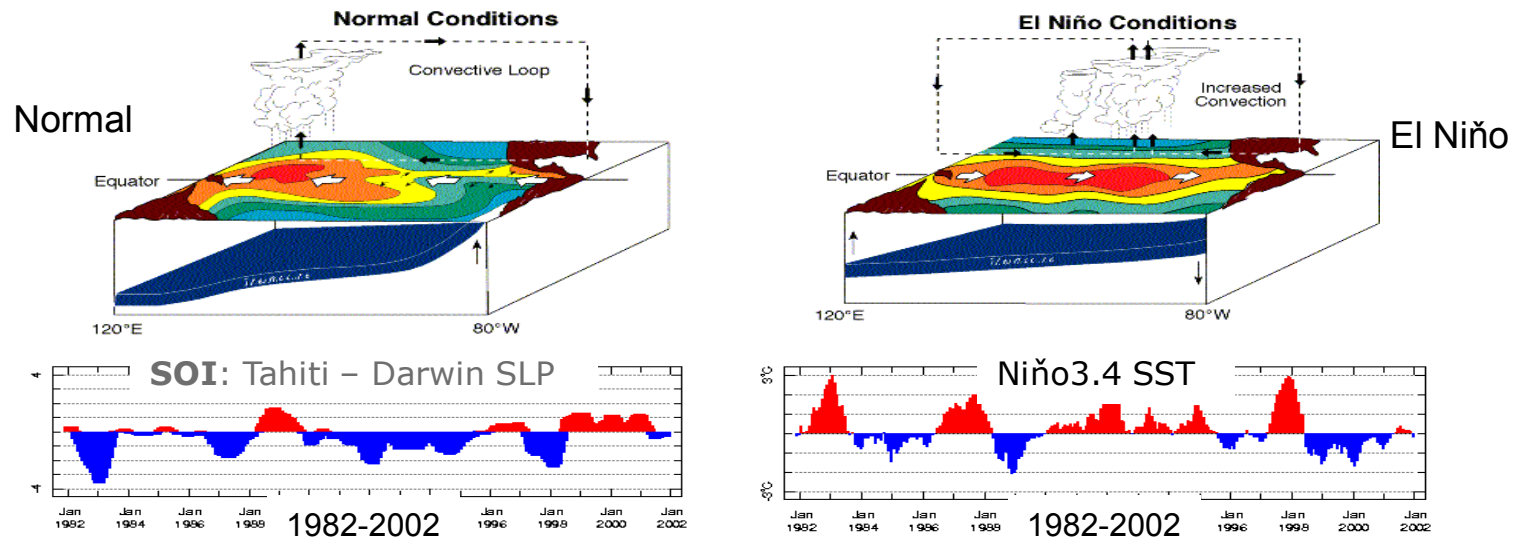 Normal Conditions
Convective Loop
Normal
Equator
120°E
80°W
El Niño Conditions
Increased
Convection
El Niňo
Equator
120°E
80°W
SOI: Tahiti – Darwin SLP
4
-4
Jan 1982
Jan 1984
Jan 1986
Jan 1988
1982-2002
Jan 1996
Jan 1998
Jan 2000
Jan 2002
Niňo3.4 SST
3°C
-3°C
Jan 1982
Jan 1984
Jan 1986
Jan 1988
1982-2002
Jan 1996
Jan 1998
Jan 2000
Jan 2002